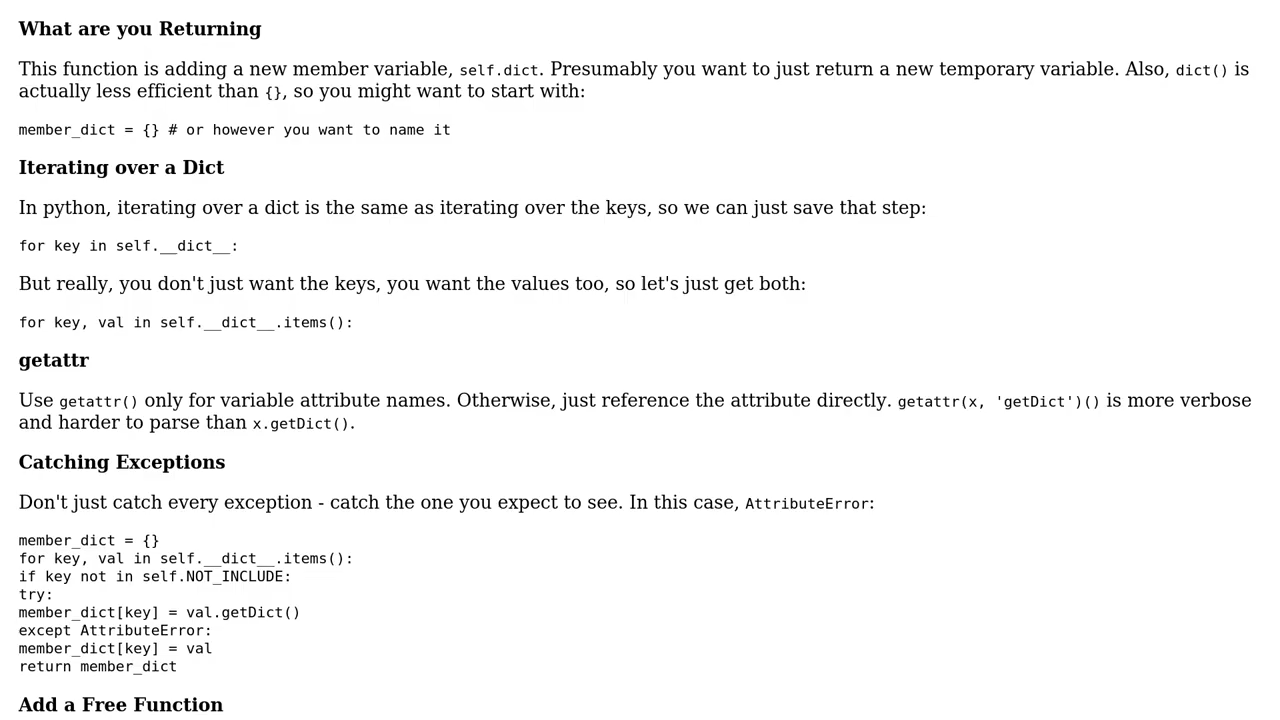 What are you Returning
This function is adding a new member variable, self.dict. Presumably you want to just return a new temporary variable. Also, dict() is
actually less efficient than {}, so you might want to start with:
member_dict = {} # or however you want to name it
Iterating over a Dict
In python, iterating over a dict is the same as iterating over the keys, so we can just save that step:
for key in self.__dict__:
But really, you don't just want the keys, you want the values too, so let's just get both:
for key, val in self.__dict__.items():
getattr
Use getattr() only for variable attribute names. Otherwise, just reference the attribute directly. getattr(x, 'getDict')() is more verbose
and harder to parse than x.getDict().
Catching Exceptions
Don't just catch every exception - catch the one you expect to see. In this case, AttributeError:
member_dict = {}
for key, val in self.__dict__.items():
if key not in self.NOT_INCLUDE:
try:
member_dict[key] = val.getDict()
except AttributeError:
member_dict[key] = val
return member_dict
Add a Free Function